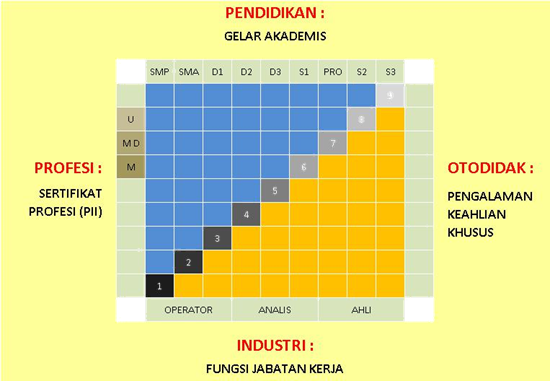 PENDIDIKAN :
GELAR AKADEMIS
SMP SMA D1 D2 D3 S1 PRO S2 S3
9
U 8
M D 7
M 6
PROFESI :
SERTIFIKAT
PROFESI (PII)
OTODIDAK :
PENGALAMAN
KEAHLIAN
KHUSUS
5
4
3
2
1
OPERATOR ANALIS AHLI
INDUSTRI :
FUNGSI JABATAN KERJA